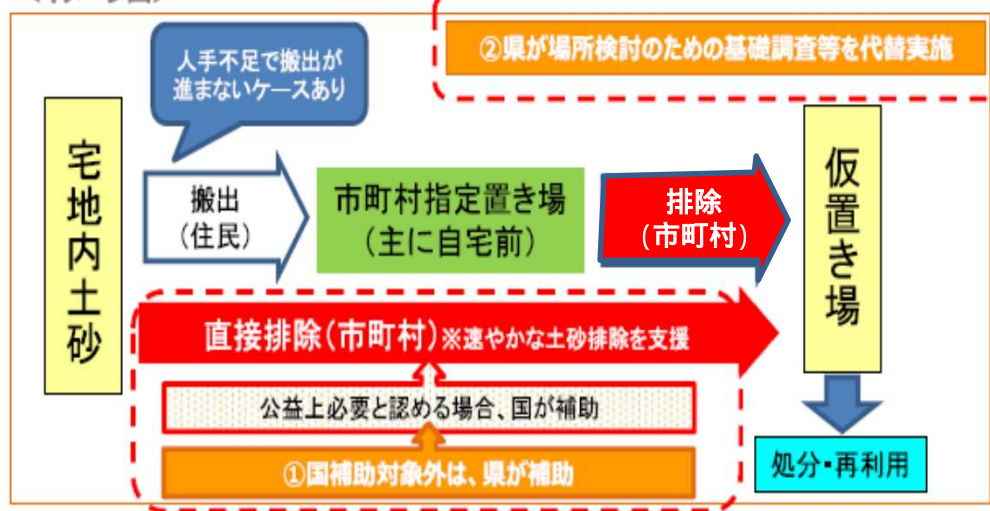 ②県が場所検討のための基礎調査等を代替実施
人手不足で搬出が
進まないケースあり
宅地内土砂
搬出
(住民)
市町村指定置き場
(主に自宅前)
排除
(市町村)
仮置き場
直接排除(市町村)※速やかな土砂排除を支援
公益上必要と認める場合、国が補助
①国補助対象外は、県が補助
処分・再利用